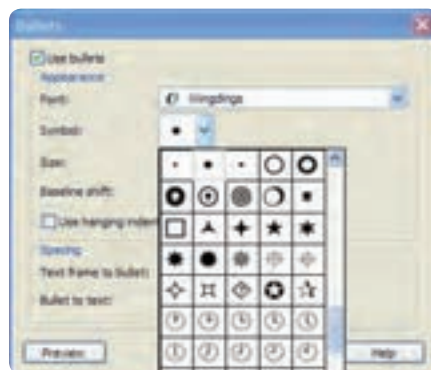 Bullets
Use bullets
Appearance
Font:
Wingdings
Symbol:
Size:
Baseline shift:
Use hanging indent
Spacing
Text frame to bullet:
Bullet to text:
Preview
Help